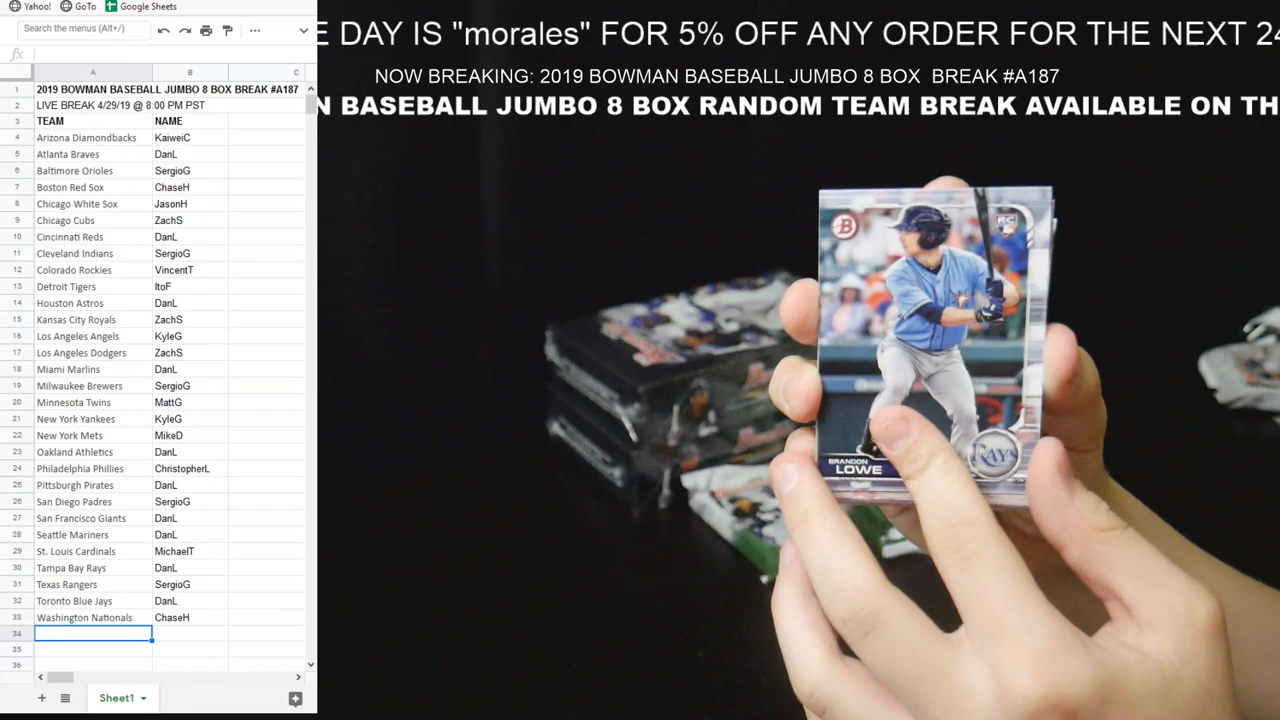 Yahoo!
GoTo
Google Sheets
Search the menus (Alt+/)
fx
A
B
C
1 2019 BOWMAN BASEBALL JUMBO 8 BOX BREAK #A187
2 LIVE BREAK 4/29/19 @ 8:00 PM PST
3 TEAM NAME
4 Arizona Diamondbacks KaiweiC
5 Atlanta Braves DanL
6 Baltimore Orioles SergioG
7 Boston Red Sox ChaseH
8 Chicago White Sox JasonH
9 Chicago Cubs ZachS
10 Cincinnati Reds DanL
11 Cleveland Indians SergioG
12 Colorado Rockies VincentT
13 Detroit Tigers ItoF
14 Houston Astros DanL
15 Kansas City Royals ZachS
16 Los Angeles Angels KyleG
17 Los Angeles Dodgers ZachS
18 Miami Marlins DanL
19 Milwaukee Brewers SergioG
20 Minnesota Twins MattG
21 New York Yankees KyleG
22 New York Mets MikeD
23 Oakland Athletics DanL
24 Philadelphia Phillies ChristopherL
25 Pittsburgh Pirates DanL
26 San Diego Padres SergioG
27 San Francisco Giants DanL
28 Seattle Mariners DanL
29 St. Louis Cardinals MichaelT
30 Tampa Bay Rays DanL
31 Texas Rangers SergioG
32 Toronto Blue Jays DanL
33 Washington Nationals ChaseH
34
35
36
Sheet1
E DAY IS "morales" FOR 5% OFF ANY ORDER FOR THE NEXT 24
NOW BREAKING: 2019 BOWMAN BASEBALL JUMBO 8 BOX BREAK #A187
N BASEBALL JUMBO 8 BOX RANDOM TEAM BREAK AVAILABLE ON TH
B
RC
BRANDON
LOWE
RAYS